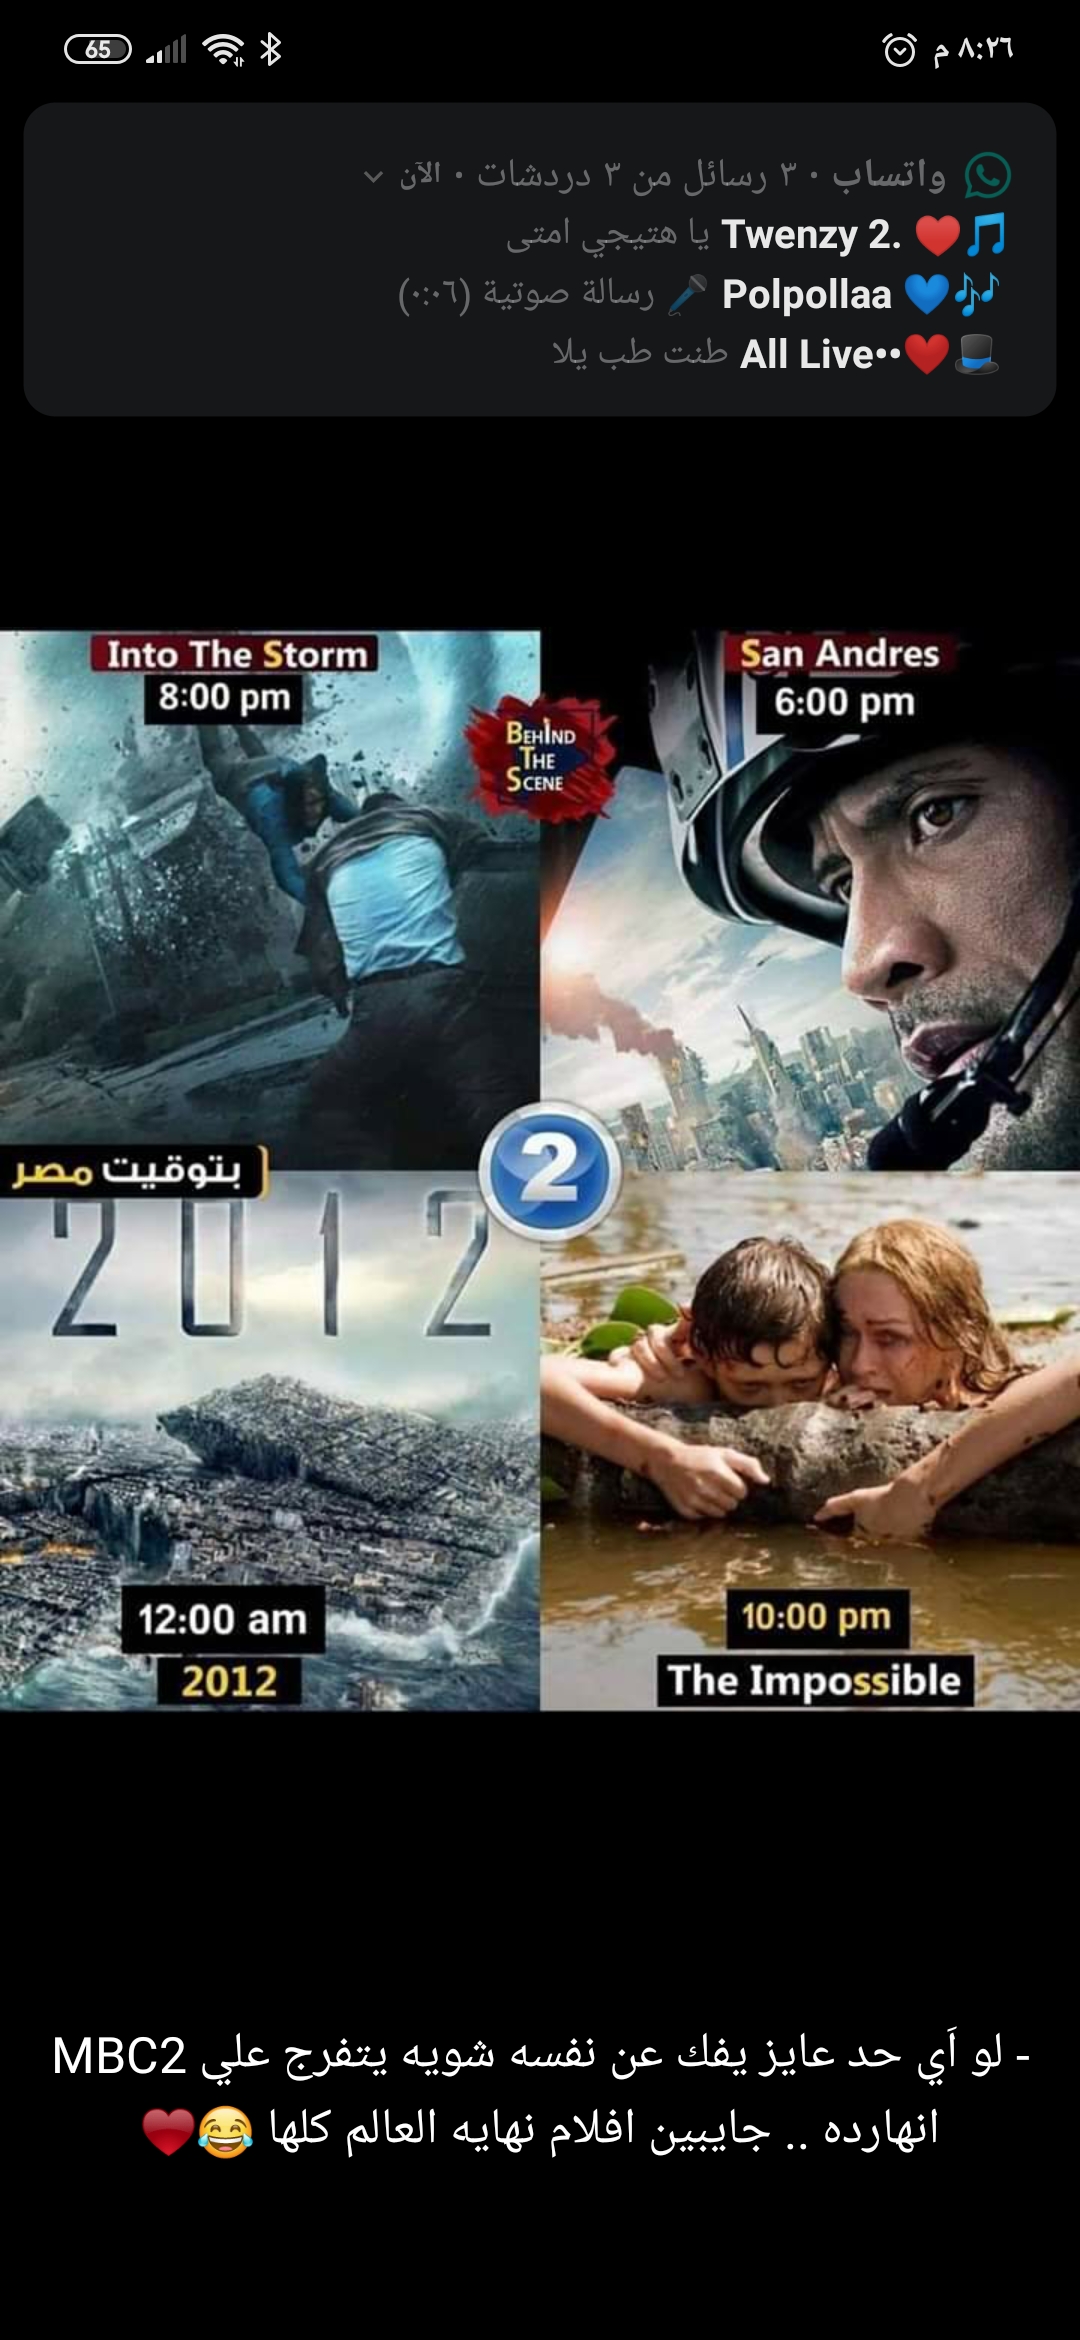 65
٨:٢٦ م
واتساب • ٣ رسائل من ٣ دردشات • الآن
🎵❤️ Twenzy 2. يا هتيجي امتى
🎶💙 Polpollaa 🎤 رسالة صوتية (٠:٠٦)
🎩❤️••All Live طنت طب يلا
Into The Storm
8:00 pm
San Andres
6:00 pm
BEHIND
THE
SCENE
2
بتوقيت مصر
2012
12:00 am
2012
10:00 pm
The Impossible
- لو اَي حد عايز يفك عن نفسه شويه يتفرج علي MBC2
انهارده .. جايبين افلام نهايه العالم كلها 😂❤️